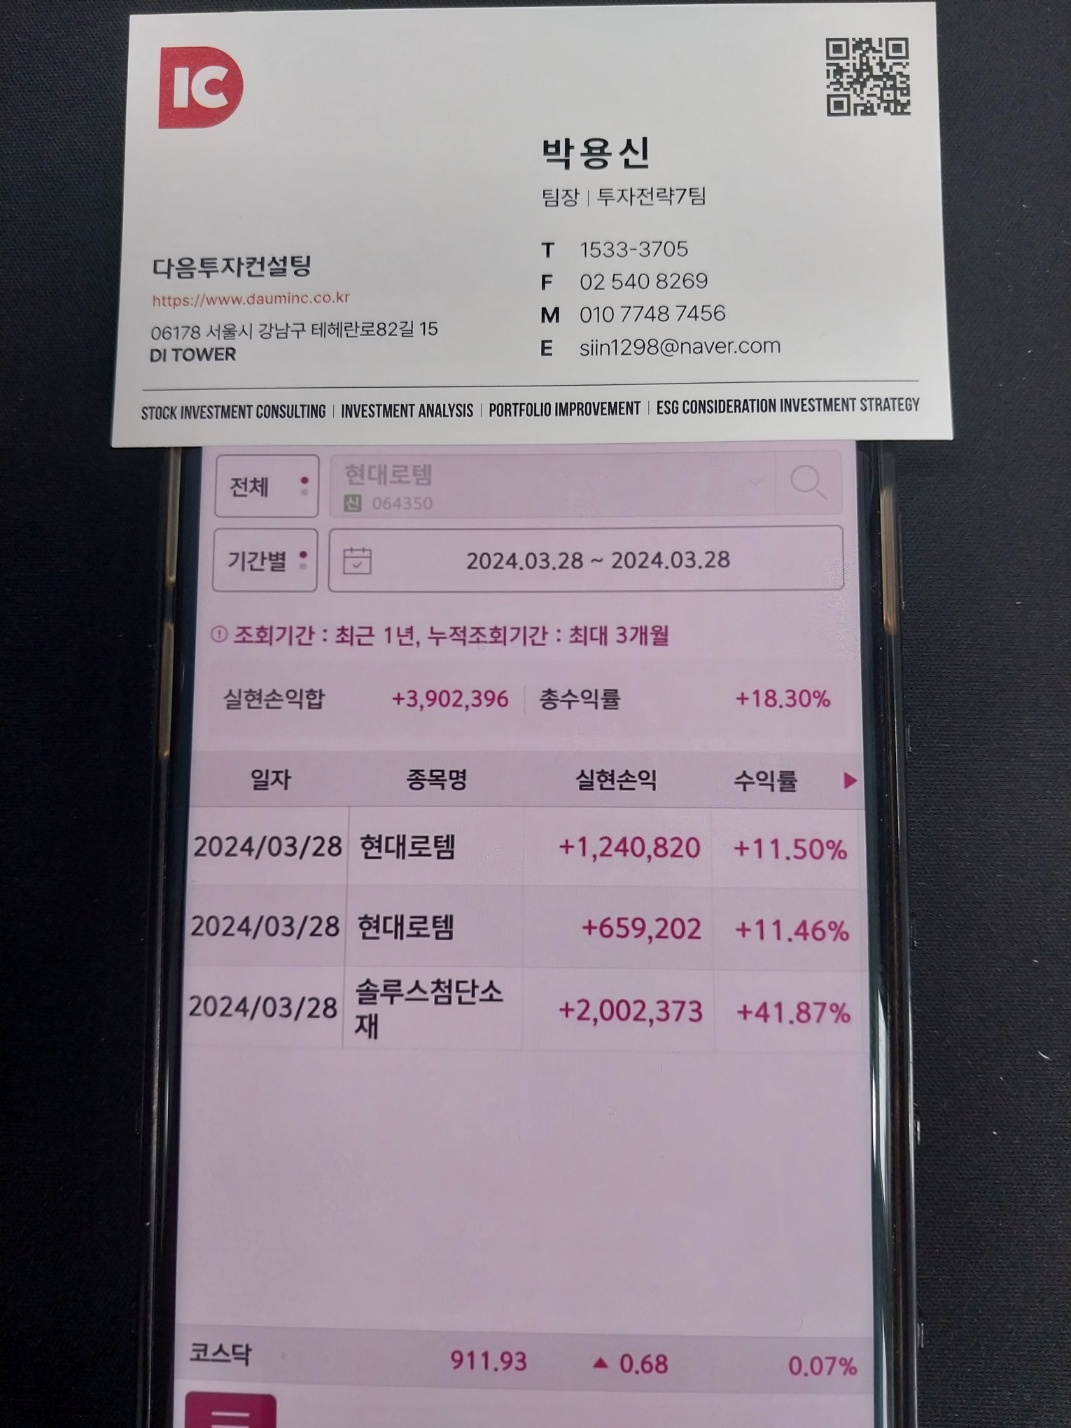 IC
박용신
팀장 | 투자전략7팀
다음투자컨설팅
https://www.dauminc.co.kr
06178 서울시 강남구 테헤란로82길 15
DI TOWER
T 1533-3705
F 02 540 8269
M 010 7748 7456
E siin1298@naver.com
STOCK INVESTMENT CONSULTING | INVESTMENT ANALYSIS | PORTFOLIO IMPROVEMENT | ESG CONSIDERATION INVESTMENT STRATEGY
전체 현대로템
신 064350
기간별 2024.03.28 ~ 2024.03.28
조회기간 : 최근 1년, 누적조회기간 : 최대 3개월
실현손익합 +3,902,396 총수익률 +18.30%
일자 종목명 실현손익 수익률
2024/03/28 현대로템 +1,240,820 +11.50%
2024/03/28 현대로템 +659,202 +11.46%
2024/03/28 솔루스첨단소
재 +2,002,373 +41.87%
코스닥 911.93 ▲ 0.68 0.07%